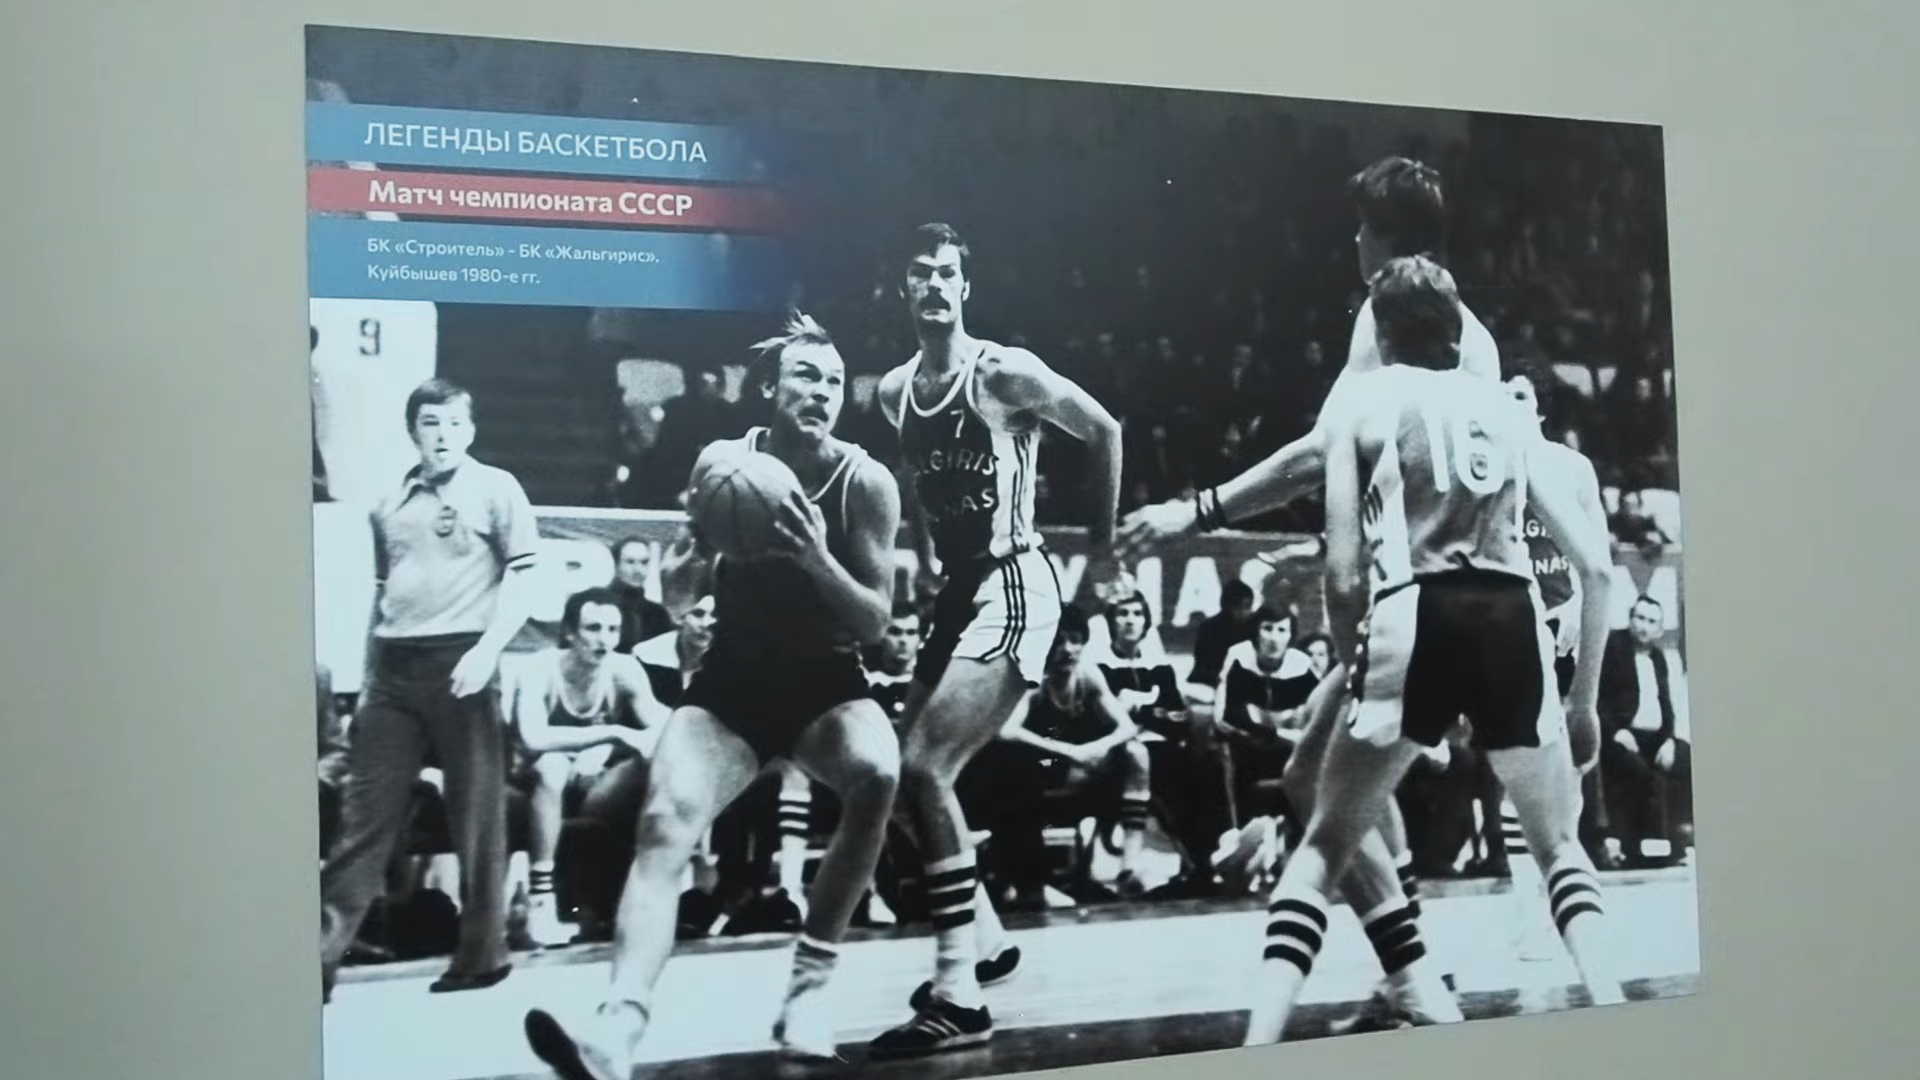 ЛЕГЕНДЫ БАСКЕТБОЛА
Матч чемпионата СССР
БК «Строитель» - БК «Жальгирис».
Куйбышев 1980-е гг.
9
7
16